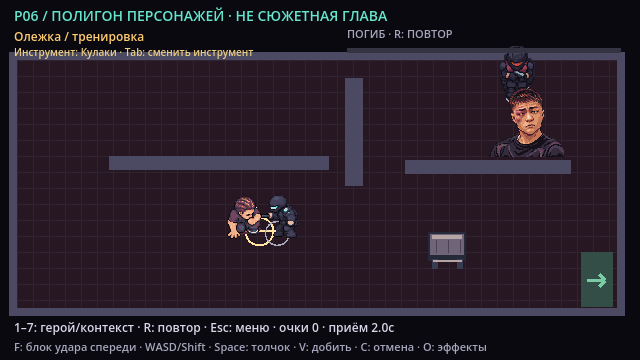 P06 / ПОЛИГОН ПЕРСОНАЖЕЙ · НЕ СЮЖЕТНАЯ ГЛАВА
Олежка / тренировка
ПОГИБ · R: ПОВТОР
Инструмент: Кулаки · Tab: сменить инструмент
1–7: герой/контекст · R: повтор · Esc: меню · очки 0 · приём 2.0с
F: блок удара спереди · WASD/Shift · Space: толчок · V: добить · C: отмена · O: эффекты